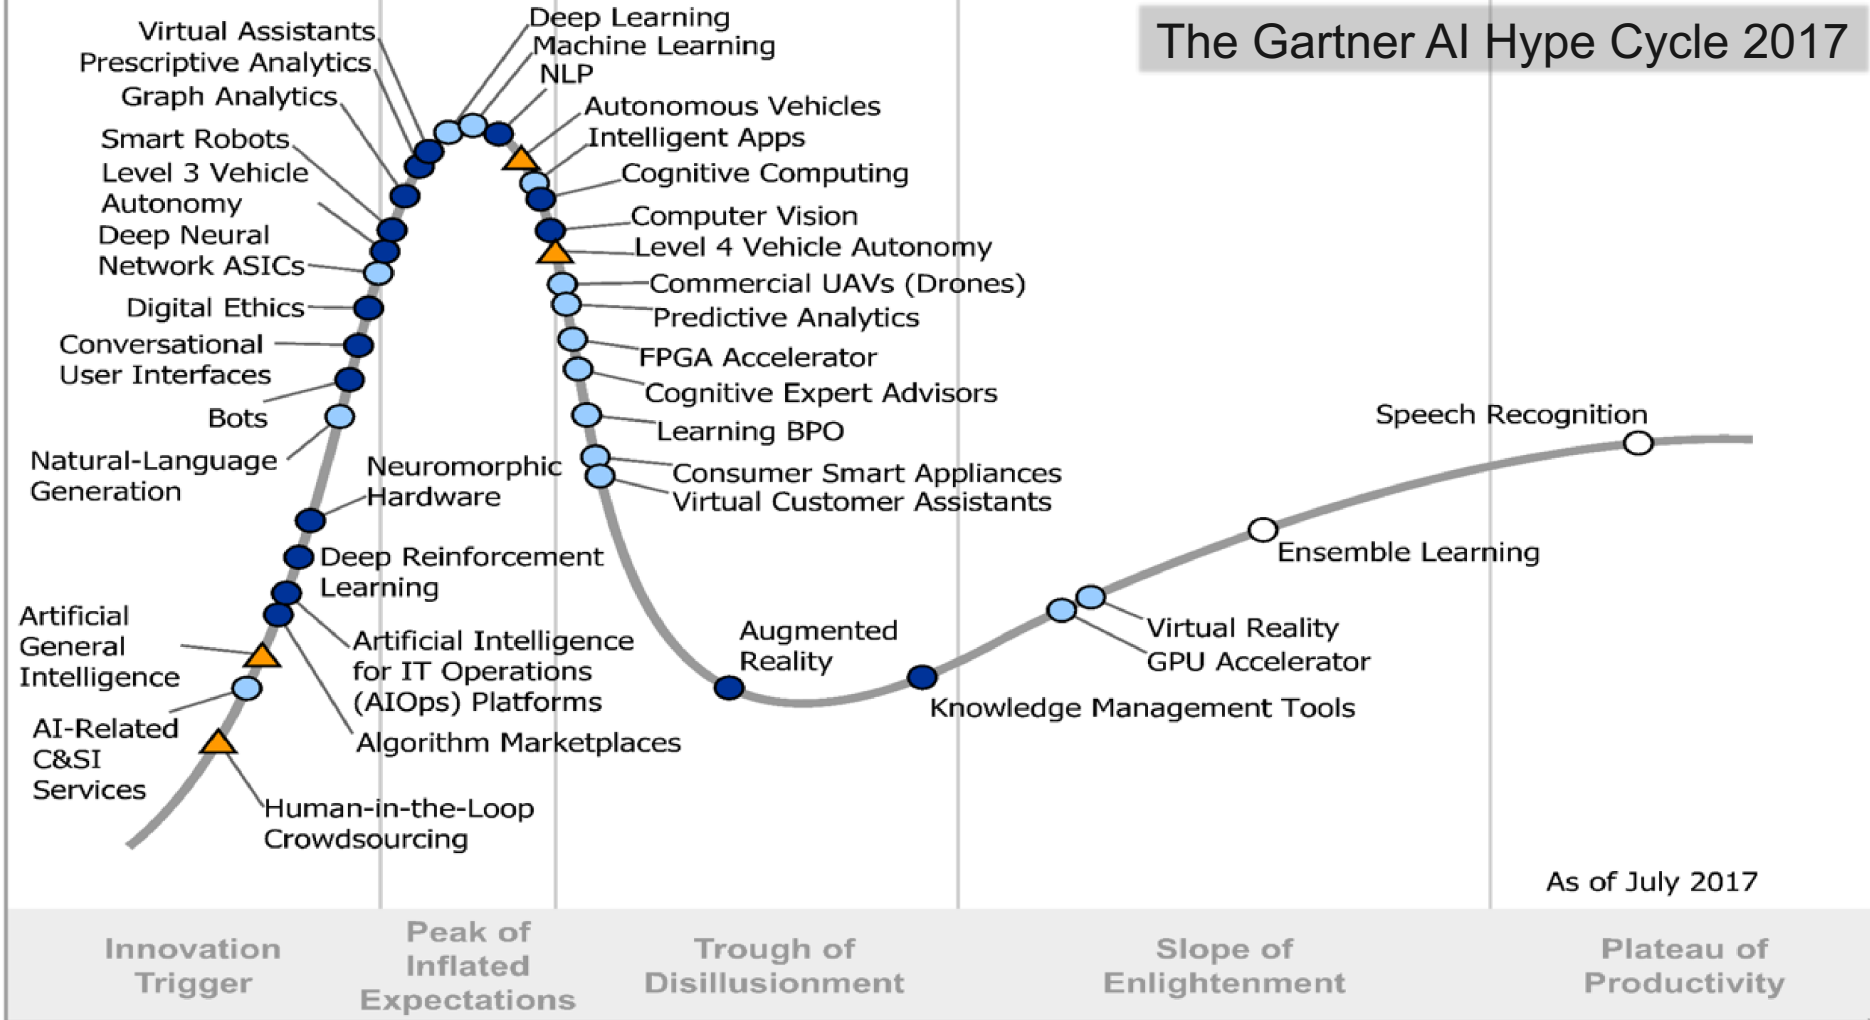 The Gartner AI Hype Cycle 2017
Virtual Assistants
Prescriptive Analytics
Graph Analytics
Smart Robots
Level 3 Vehicle
Autonomy
Deep Neural
Network ASICs
Digital Ethics
Conversational
User Interfaces
Bots
Natural-Language
Generation
Neuromorphic
Hardware
Deep Reinforcement
Learning
Artificial
General
Intelligence
Artificial Intelligence
for IT Operations
(AIOps) Platforms
AI-Related
C&SI
Services
Algorithm Marketplaces
Human-in-the-Loop
Crowdsourcing
Deep Learning
Machine Learning
NLP
Autonomous Vehicles
Intelligent Apps
Cognitive Computing
Computer Vision
Level 4 Vehicle Autonomy
Commercial UAVs (Drones)
Predictive Analytics
FPGA Accelerator
Cognitive Expert Advisors
Learning BPO
Consumer Smart Appliances
Virtual Customer Assistants
Augmented
Reality
Knowledge Management Tools
Virtual Reality
GPU Accelerator
Ensemble Learning
Speech Recognition
As of July 2017
Innovation
Trigger
Peak of
Inflated
Expectations
Trough of
Disillusionment
Slope of
Enlightenment
Plateau of
Productivity